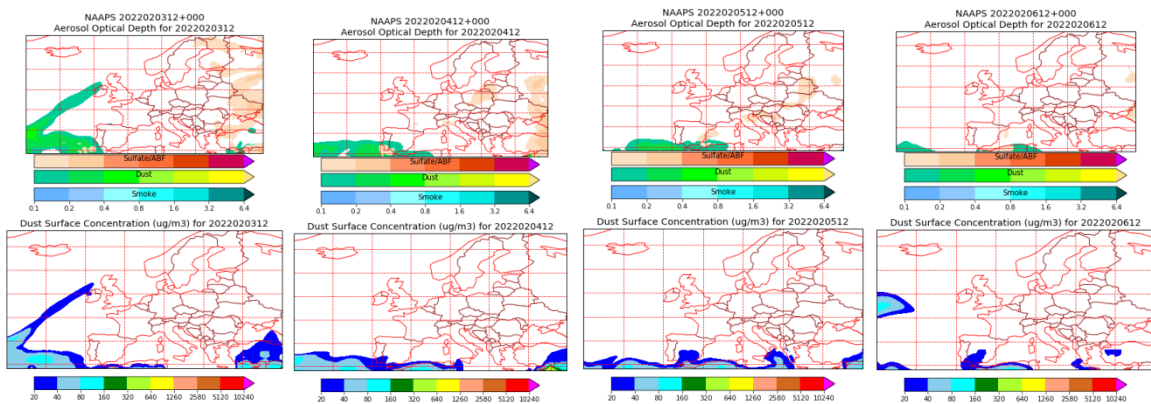 NAAPS 2022020312+000
Aerosol Optical Depth for 2022020312
Sulfate/ABF
Dust
Smoke
0.1 0.2 0.4 0.8 1.6 3.2 6.4
NAAPS 2022020412+000
Aerosol Optical Depth for 2022020412
Sulfate/ABF
Dust
Smoke
0.1 0.2 0.4 0.8 1.6 3.2 6.4
NAAPS 2022020512+000
Aerosol Optical Depth for 2022020512
Sulfate/ABF
Dust
Smoke
0.1 0.2 0.4 0.8 1.6 3.2 6.4
NAAPS 2022020612+000
Aerosol Optical Depth for 2022020612
Sulfate/ABF
Dust
Smoke
0.1 0.2 0.4 0.8 1.6 3.2 6.4
Dust Surface Concentration (ug/m3) for 2022020312
20 40 80 160 320 640 1260 2580 5120 10240
Dust Surface Concentration (ug/m3) for 2022020412
20 40 80 160 320 640 1260 2580 5120 10240
Dust Surface Concentration (ug/m3) for 2022020512
20 40 80 160 320 640 1260 2580 5120 10240
Dust Surface Concentration (ug/m3) for 2022020612
20 40 80 160 320 640 1260 2580 5120 10240